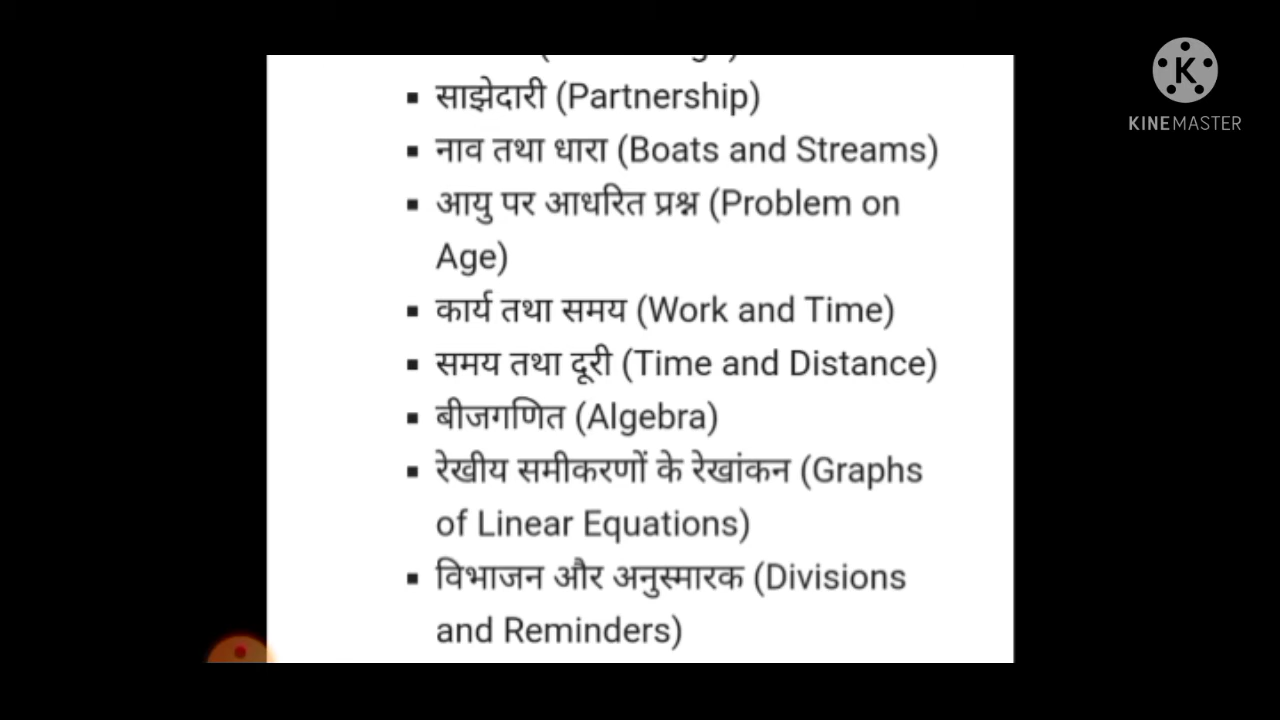 साझेदारी (Partnership)
नाव तथा धारा (Boats and Streams)
आयु पर आधरित प्रश्न (Problem on
Age)
कार्य तथा समय (Work and Time)
समय तथा दूरी (Time and Distance)
बीजगणित (Algebra)
रेखीय समीकरणों के रेखांकन (Graphs
of Linear Equations)
विभाजन और अनुस्मारक (Divisions
and Reminders)
K
KINEMASTER